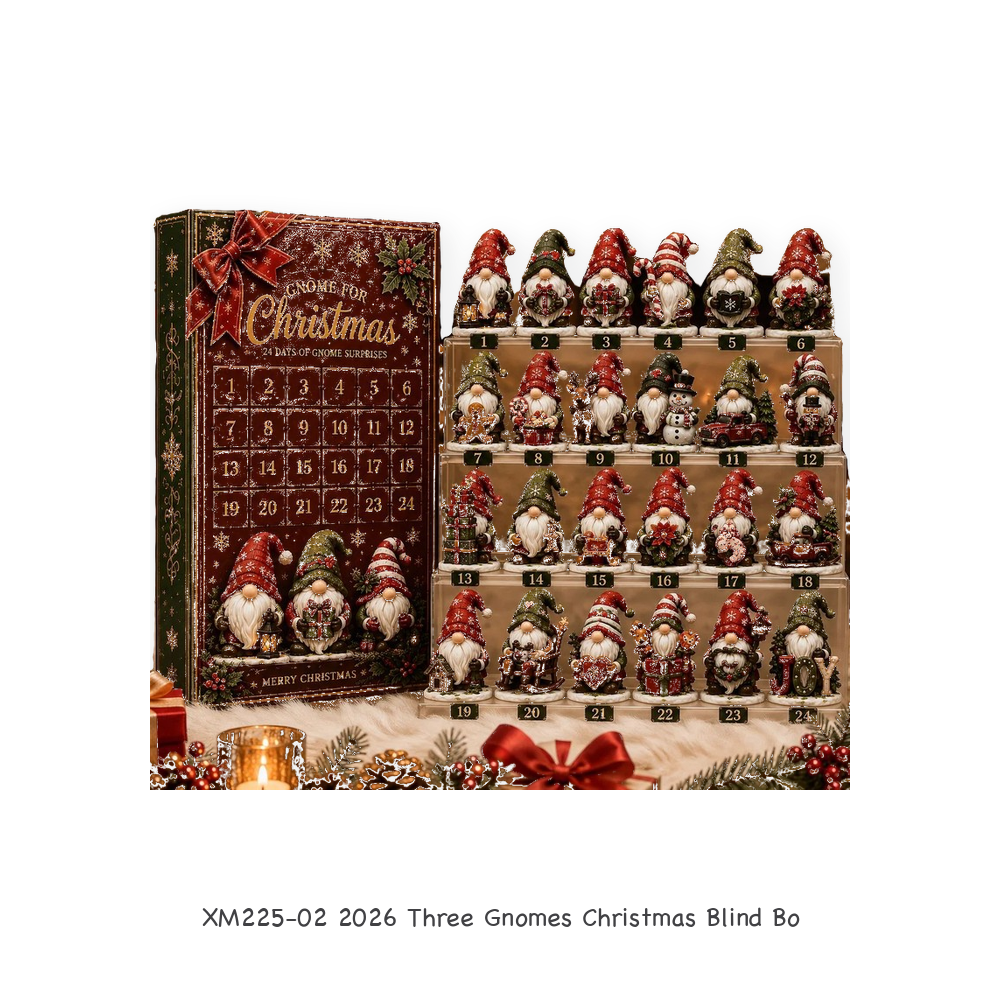 GNOME FOR
Christmas
24 DAYS OF GNOME SURPRISES
1 2 3 4 5 6
7 8 9 10 11 12
13 14 15 16 17 18
19 20 21 22 23 24
MERRY CHRISTMAS
1 2 3 4 5 6
7 8 9 10 11 12
13 14 15 16 17 18
JOY
19 20 21 22 23 24
XM225-02 2026 Three Gnomes Christmas Blind Bo